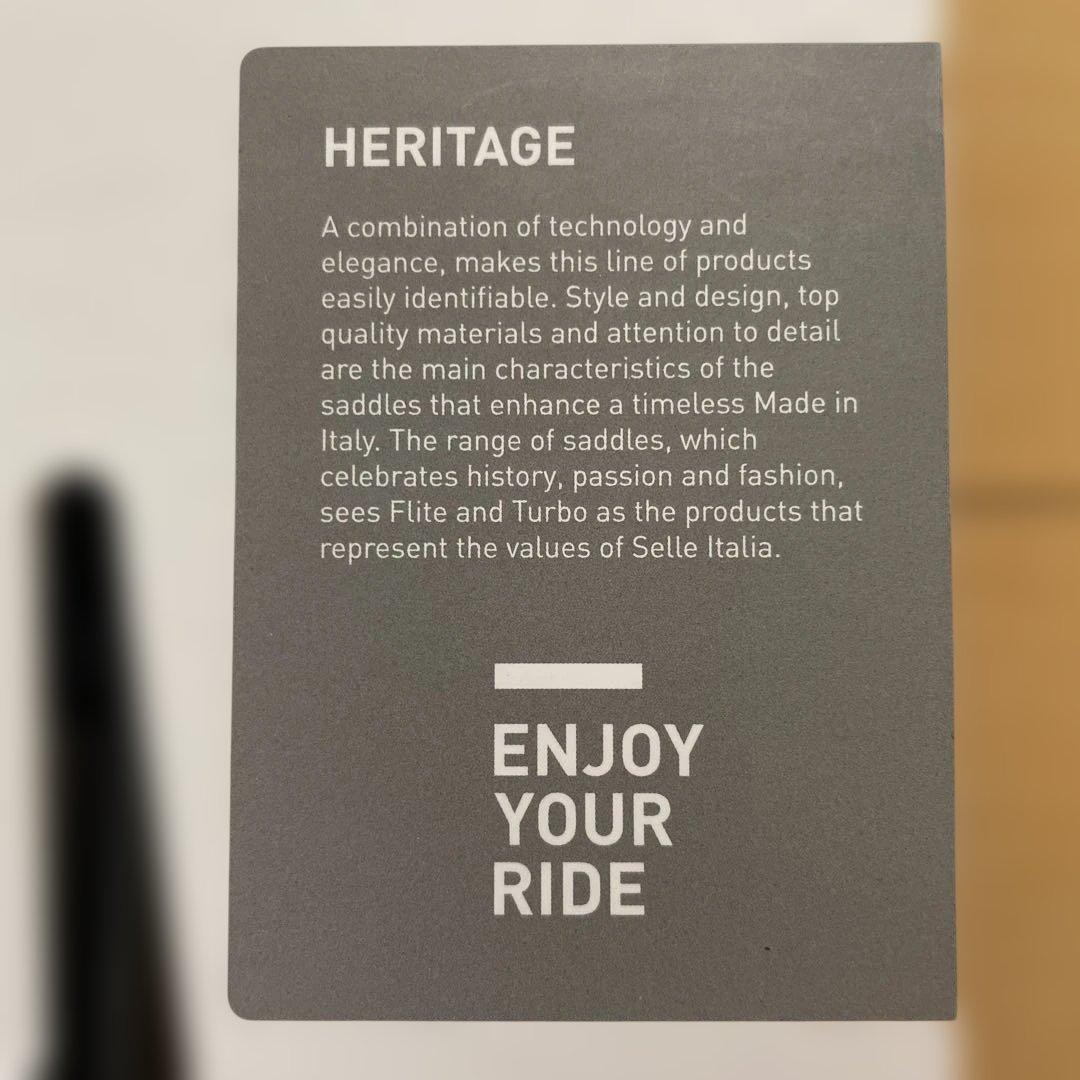 HERITAGE
A combination of technology and
elegance, makes this line of products
easily identifiable. Style and design, top
quality materials and attention to detail
are the main characteristics of the
saddles that enhance a timeless Made in
Italy. The range of saddles, which
celebrates history, passion and fashion,
sees Flite and Turbo as the products that
represent the values of Selle Italia.
ENJOY
YOUR
RIDE